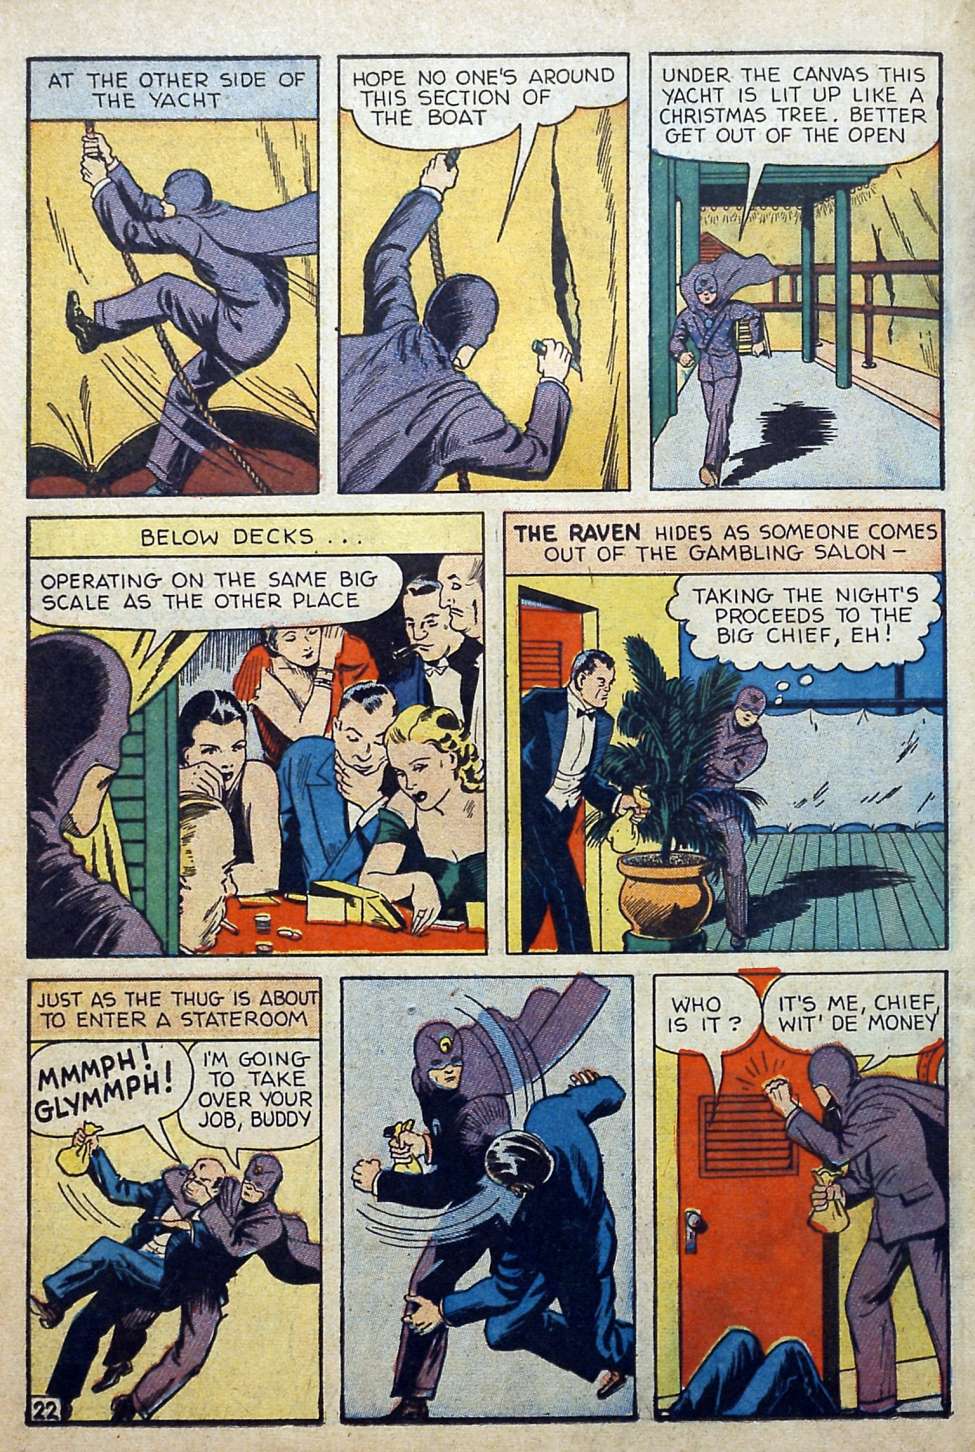 AT THE OTHER SIDE OF
THE YACHT
HOPE NO ONE'S AROUND
THIS SECTION OF
THE BOAT
UNDER THE CANVAS THIS
YACHT IS LIT UP LIKE A
CHRISTMAS TREE. BETTER
GET OUT OF THE OPEN
BELOW DECKS . . .
OPERATING ON THE SAME BIG
SCALE AS THE OTHER PLACE
THE RAVEN HIDES AS SOMEONE COMES
OUT OF THE GAMBLING SALON —
TAKING THE NIGHT'S
PROCEEDS TO THE
BIG CHIEF, EH!
JUST AS THE THUG IS ABOUT
TO ENTER A STATEROOM
MMMPH!
GLYMMPH!
I'M GOING
TO TAKE
OVER YOUR
JOB, BUDDY
WHO
IS IT?
IT'S ME, CHIEF,
WIT' DE MONEY
22